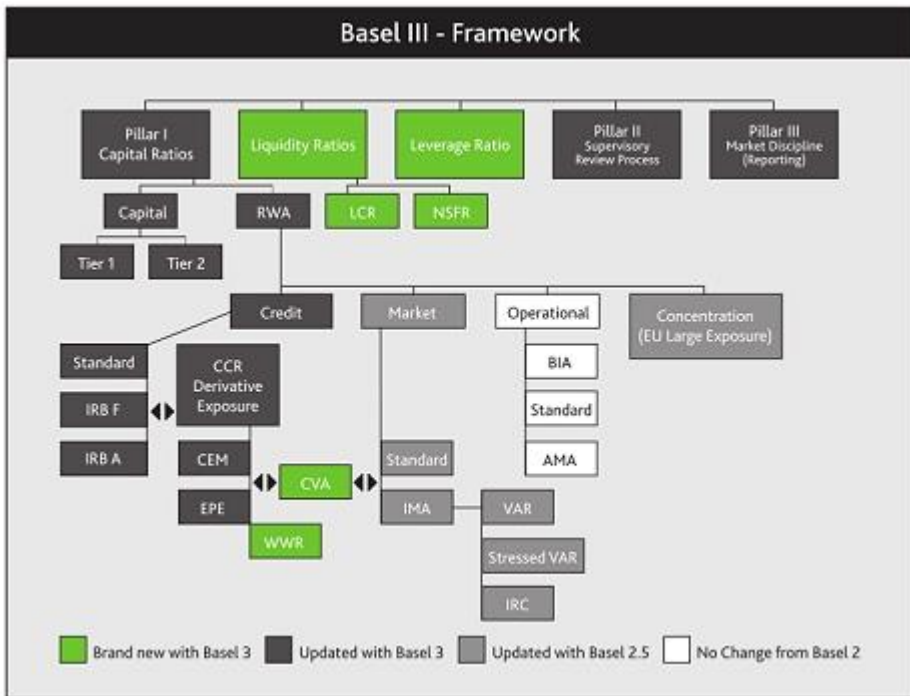 Basel III - Framework
Pillar I
Capital Ratios
Liquidity Ratios
Leverage Ratio
Pillar II
Supervisory
Review Process
Pillar III
Market Discipline
(Reporting)
Capital
RWA
LCR
NSFR
Tier 1
Tier 2
Credit
Market
Operational
Concentration
(EU Large Exposure)
Standard
CCR
Derivative
Exposure
BIA
IRB F
Standard
IRB A
CEM
CVA
Standard
AMA
EPE
IMA
VAR
WWR
Stressed VAR
IRC
Brand new with Basel 3
Updated with Basel 3
Updated with Basel 2.5
No Change from Basel 2